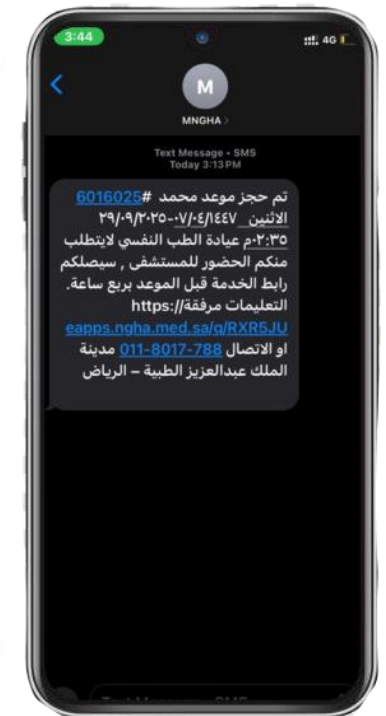 3:44
4G
M
MNGHA
Text Message • SMS
Today 3:13 PM
تم حجز موعد محمد #6016025
الاثنين_ ٠٧/٠٤/١٤٤٧-٢٩/٠٩/٢٠٢٥
٠٢:٣٥م عيادة الطب النفسي لايتطلب
منكم الحضور للمستشفى , سيصلكم
رابط الخدمة قبل الموعد بربع ساعة.
التعليمات مرفقة//:https
eapps.ngha.med.sa/q/RXR5JU
او الاتصال 788-8017-011 مدينة
الملك عبدالعزيز الطبية – الرياض